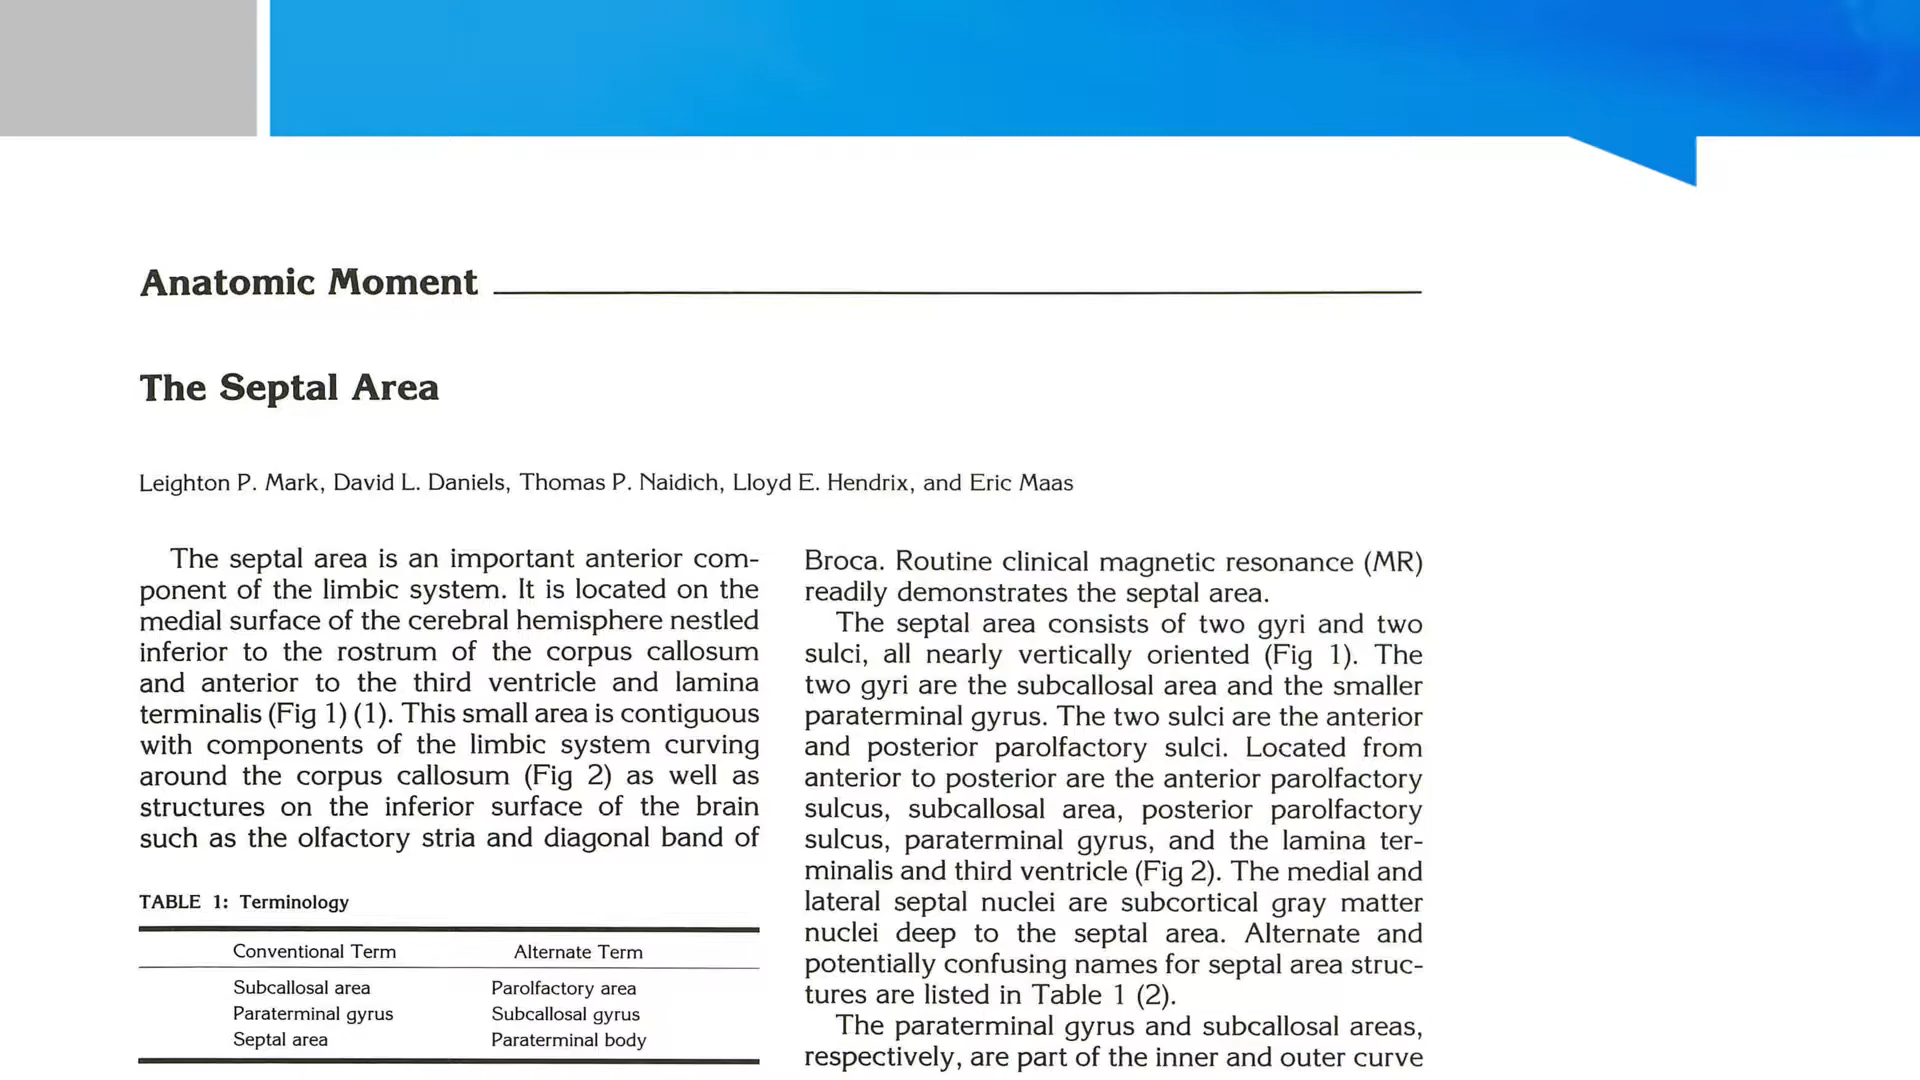 Anatomic Moment
The Septal Area
Leighton P. Mark, David L. Daniels, Thomas P. Naidich, Lloyd E. Hendrix, and Eric Maas
The septal area is an important anterior com-
ponent of the limbic system. It is located on the
medial surface of the cerebral hemisphere nestled
inferior to the rostrum of the corpus callosum
and anterior to the third ventricle and lamina
terminalis (Fig 1) (1). This small area is contiguous
with components of the limbic system curving
around the corpus callosum (Fig 2) as well as
structures on the inferior surface of the brain
such as the olfactory stria and diagonal band of
TABLE 1: Terminology
Conventional Term Alternate Term
Subcallosal area Parolfactory area
Paraterminal gyrus Subcallosal gyrus
Septal area Paraterminal body
Broca. Routine clinical magnetic resonance (MR)
readily demonstrates the septal area.
The septal area consists of two gyri and two
sulci, all nearly vertically oriented (Fig 1). The
two gyri are the subcallosal area and the smaller
paraterminal gyrus. The two sulci are the anterior
and posterior parolfactory sulci. Located from
anterior to posterior are the anterior parolfactory
sulcus, subcallosal area, posterior parolfactory
sulcus, paraterminal gyrus, and the lamina ter-
minalis and third ventricle (Fig 2). The medial and
lateral septal nuclei are subcortical gray matter
nuclei deep to the septal area. Alternate and
potentially confusing names for septal area struc-
tures are listed in Table 1 (2).
The paraterminal gyrus and subcallosal areas,
respectively, are part of the inner and outer curve